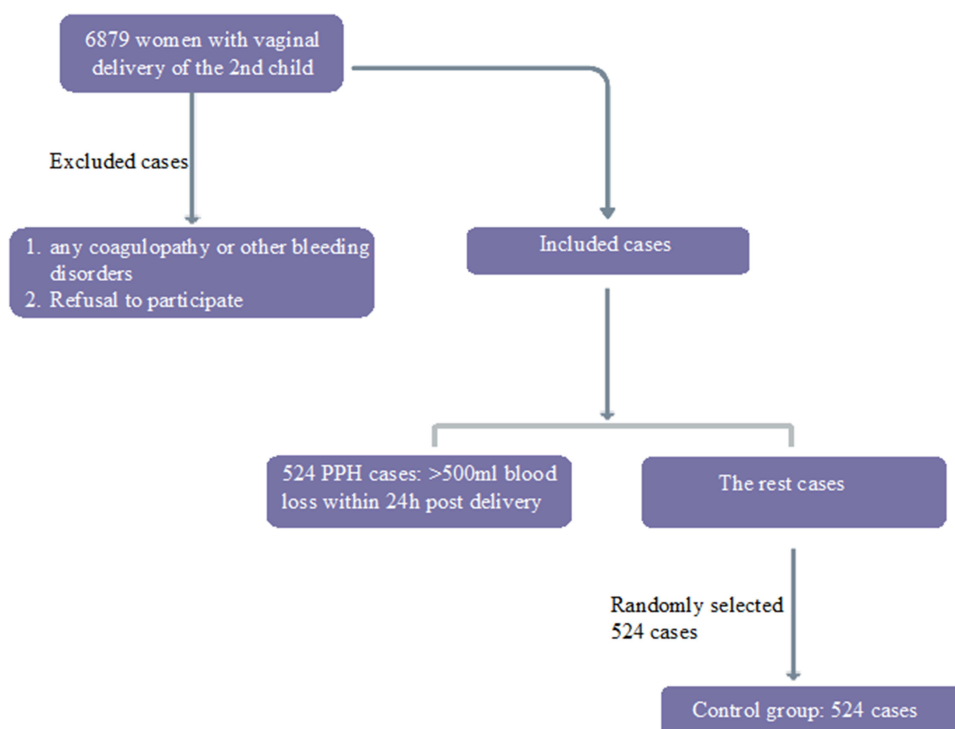 6879 women with vaginal
delivery of the 2nd child
Excluded cases
1. any coagulopathy or other bleeding
disorders
2. Refusal to participate
Included cases
524 PPH cases: >500ml blood
loss within 24h post delivery
The rest cases
Randomly selected
524 cases
Control group: 524 cases